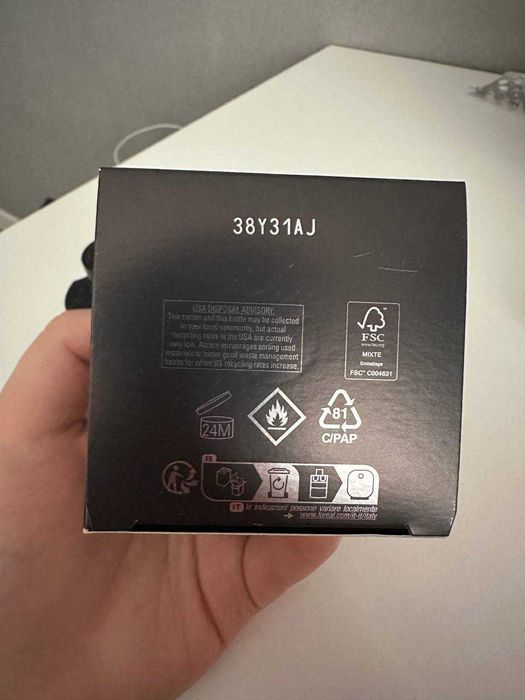 38Y31AJ
USA DISPOSAL ADVISORY
This carton and this bottle may be collected
in your local community, but actual
recycling rates in the USA are currently
very low. Azzaro encourages sorting used
materials to foster good waste management
habits for when US recycling rates increase.
FSC
www.fsc.org
MIXTE
Emballage
FSC™ C004631
24M
81
C/PAP
FR
IT le indicazioni possono variare localmente
→ www.loreal.com/it-it/italy